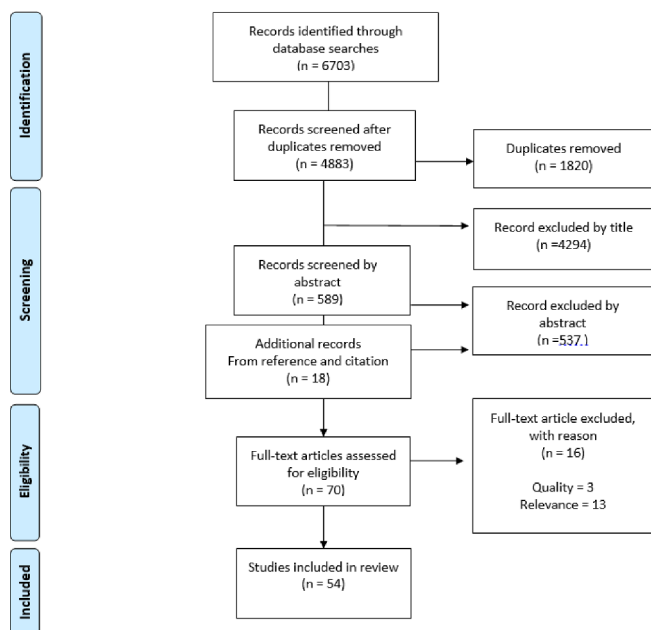 Identification
Records identified through
database searches
(n = 6703)
Records screened after
duplicates removed
(n = 4883)
Duplicates removed
(n = 1820)
Screening
Record excluded by title
(n =4294)
Records screened by
abstract
(n = 589)
Record excluded by
abstract
(n =537 )
Additional records
From reference and citation
(n = 18)
Eligibility
Full-text articles assessed
for eligibility
(n = 70)
Full-text article excluded,
with reason
(n = 16)
Quality = 3
Relevance = 13
Included
Studies included in review
(n = 54)